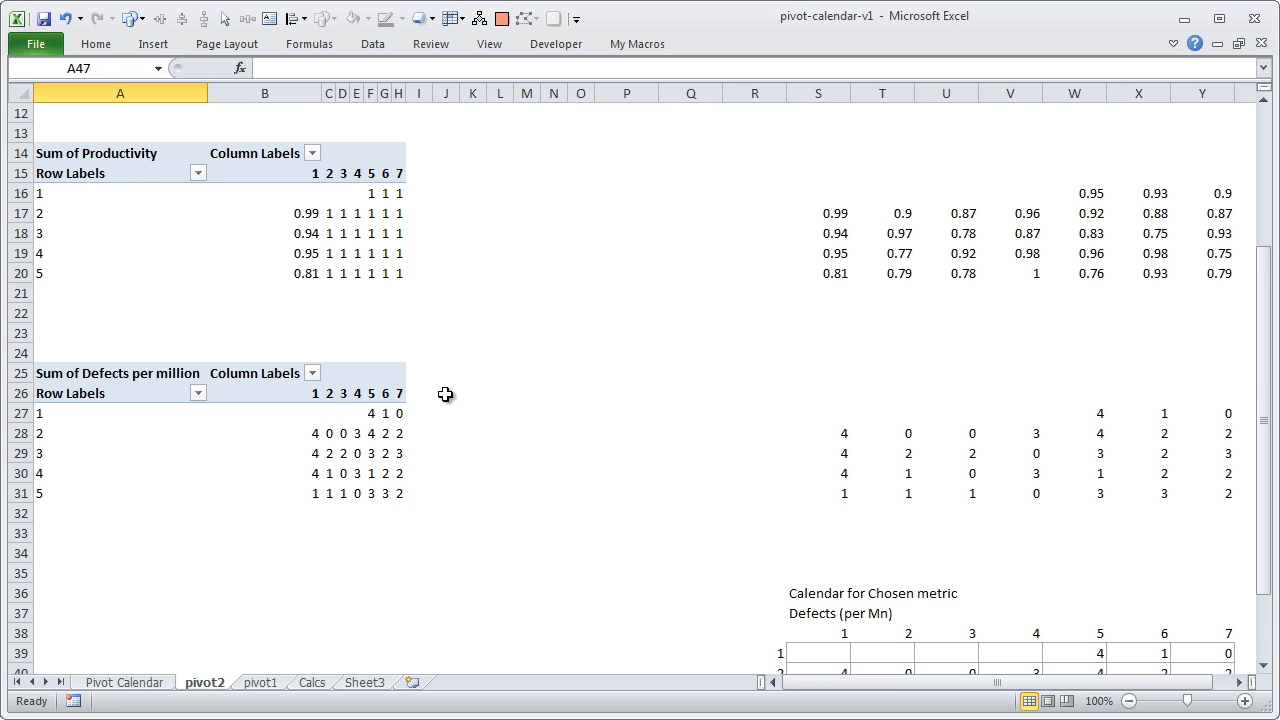 pivot-calendar-v1 - Microsoft Excel
File Home Insert Page Layout Formulas Data Review View Developer My Macros
A47 fx
A B C D E F G H I J K L M N O P Q R S T U V W X Y
12
13
14 Sum of Productivity Column Labels
15 Row Labels 1 2 3 4 5 6 7
16 1 1 1 1 0.95 0.93 0.9
17 2 0.99 1 1 1 1 1 1 0.99 0.9 0.87 0.96 0.92 0.88 0.87
18 3 0.94 1 1 1 1 1 1 0.94 0.97 0.78 0.87 0.83 0.75 0.93
19 4 0.95 1 1 1 1 1 1 0.95 0.77 0.92 0.98 0.96 0.98 0.75
20 5 0.81 1 1 1 1 1 1 0.81 0.79 0.78 1 0.76 0.93 0.79
21
22
23
24
25 Sum of Defects per million Column Labels
26 Row Labels 1 2 3 4 5 6 7
27 1 4 1 0 4 1 0
28 2 4 0 0 3 4 2 2 4 0 0 3 4 2 2
29 3 4 2 2 0 3 2 3 4 2 2 0 3 2 3
30 4 4 1 0 3 1 2 2 4 1 0 3 1 2 2
31 5 1 1 1 0 3 3 2 1 1 1 0 3 3 2
32
33
34
35
36 Calendar for Chosen metric
37 Defects (per Mn)
38 1 2 3 4 5 6 7
39 1 4 1 0
40 2 4 0 0 3 4 2 2
Pivot Calendar pivot2 pivot1 Calcs Sheet3
Ready 100%